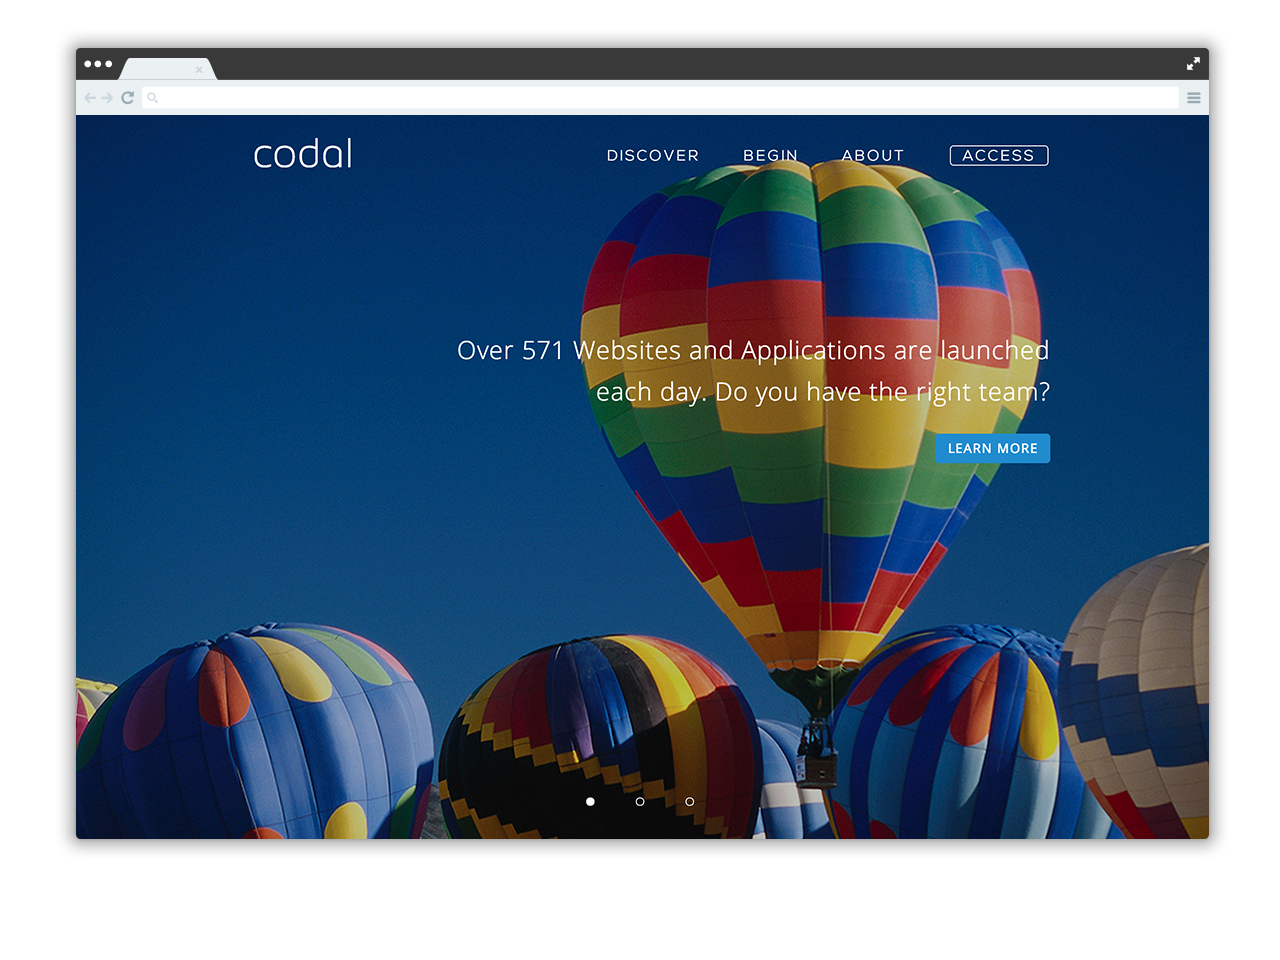 codal
DISCOVER BEGIN ABOUT ACCESS
Over 571 Websites and Applications are launched
each day. Do you have the right team?
LEARN MORE